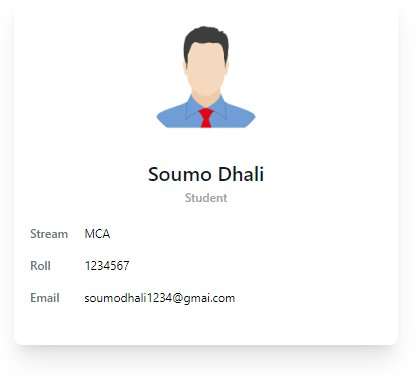 Soumo Dhali
Student
Stream MCA
Roll 1234567
Email soumodhali1234@gmai.com